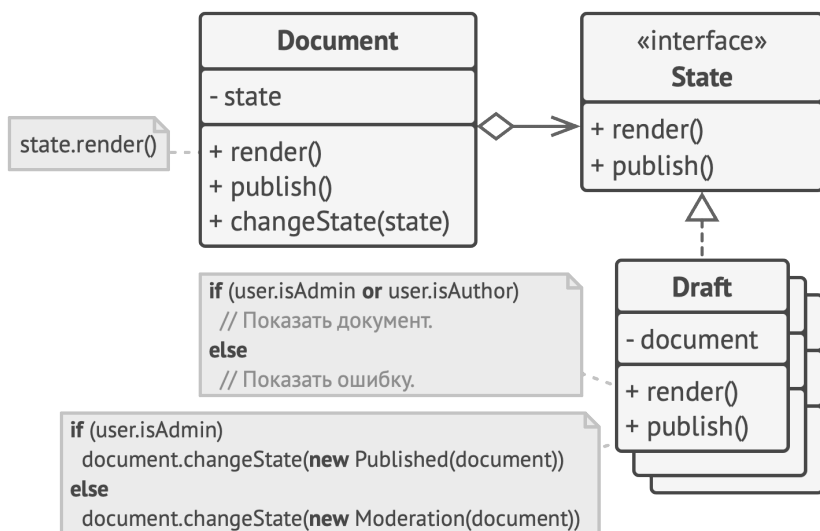 Document
- state
+ render()
+ publish()
+ changeState(state)
«interface»
State
+ render()
+ publish()
state.render()
if (user.isAdmin or user.isAuthor)
// Показать документ.
else
// Показать ошибку.
Draft
- document
+ render()
+ publish()
if (user.isAdmin)
document.changeState(new Published(document))
else
document.changeState(new Moderation(document))